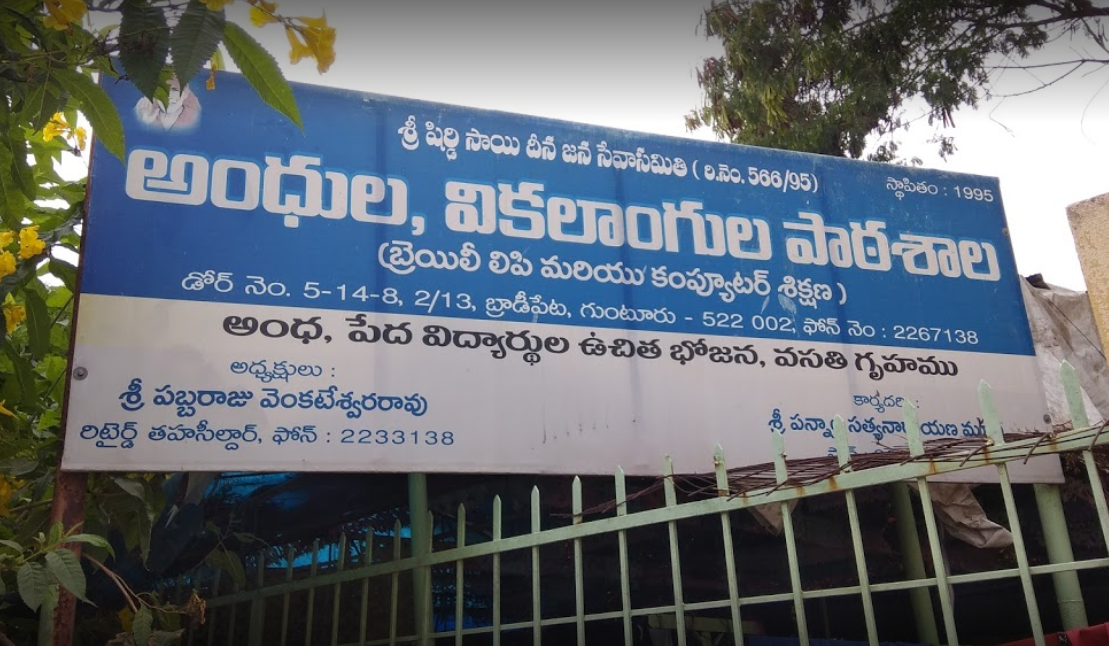 శ్రీ షిర్డి సాయి దీన జన సేవాసమితి ( రి.నెం. 566/95)
స్థాపితం : 1995
అంధుల, వికలాంగుల పాఠశాల
(బ్రెయిలీ లిపి మరియు కంప్యూటర్ శిక్షణ )
డోర్ నెం. 5-14-8, 2/13, బ్రాడీపేట, గుంటూరు - 522 002, ఫోన్ నెం : 2267138
అంధ, పేద విద్యార్థుల ఉచిత భోజన, వసతి గృహము
అధ్యక్షులు :
శ్రీ పబ్బరాజు వెంకటేశ్వరరావు
రిటైర్డ్ తహసీల్దార్, ఫోన్ : 2233138
శ్రీ